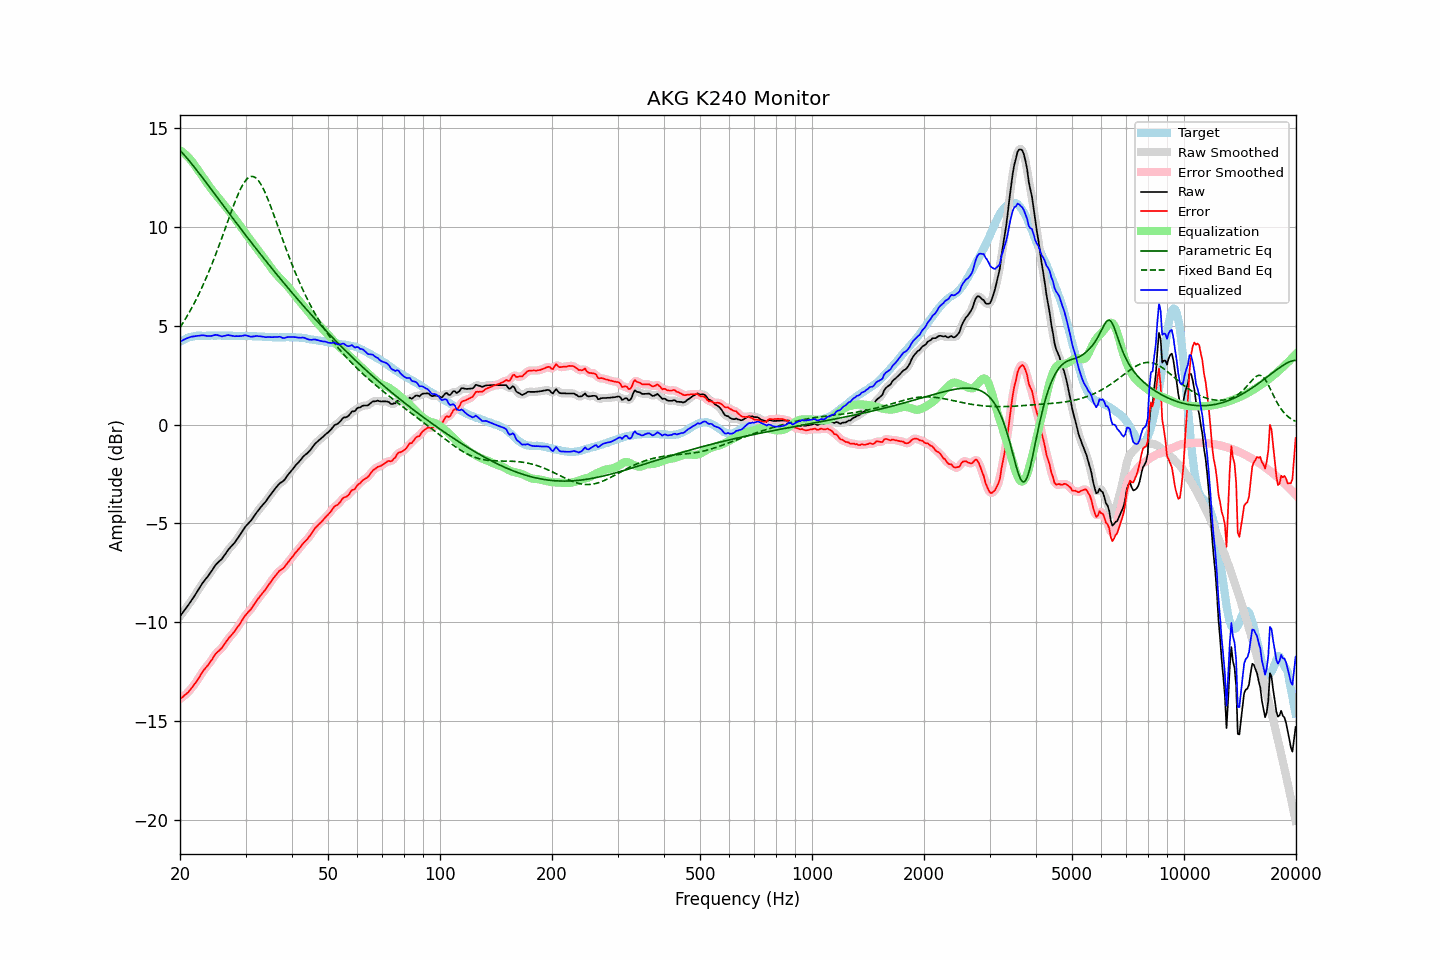 AKG K240 Monitor
Target
Raw Smoothed
Error Smoothed
Raw
Error
Equalization
Parametric Eq
Fixed Band Eq
Equalized
Amplitude (dBr)
15
10
5
0
−5
−10
−15
−20
20
50
100
200
500
1000
2000
5000
10000
20000
Frequency (Hz)